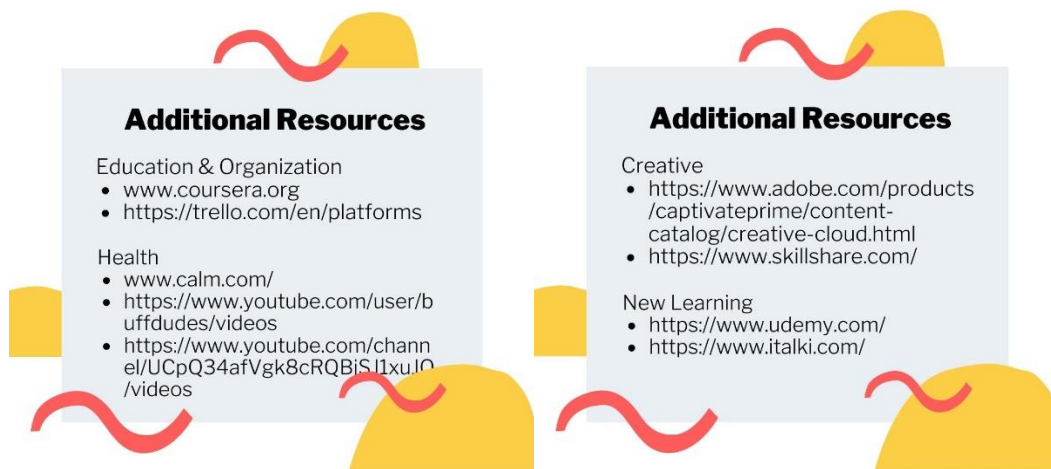 Additional Resources
Education & Organization
• www.coursera.org
• https://trello.com/en/platforms
Health
• www.calm.com/
• https://www.youtube.com/user/b
uffdudes/videos
• https://www.youtube.com/chann
/videos
Additional Resources
Creative
• https://www.adobe.com/products
/captivateprime/content-
catalog/creative-cloud.html
• https://www.skillshare.com/
New Learning
• https://www.udemy.com/
• https://www.italki.com/